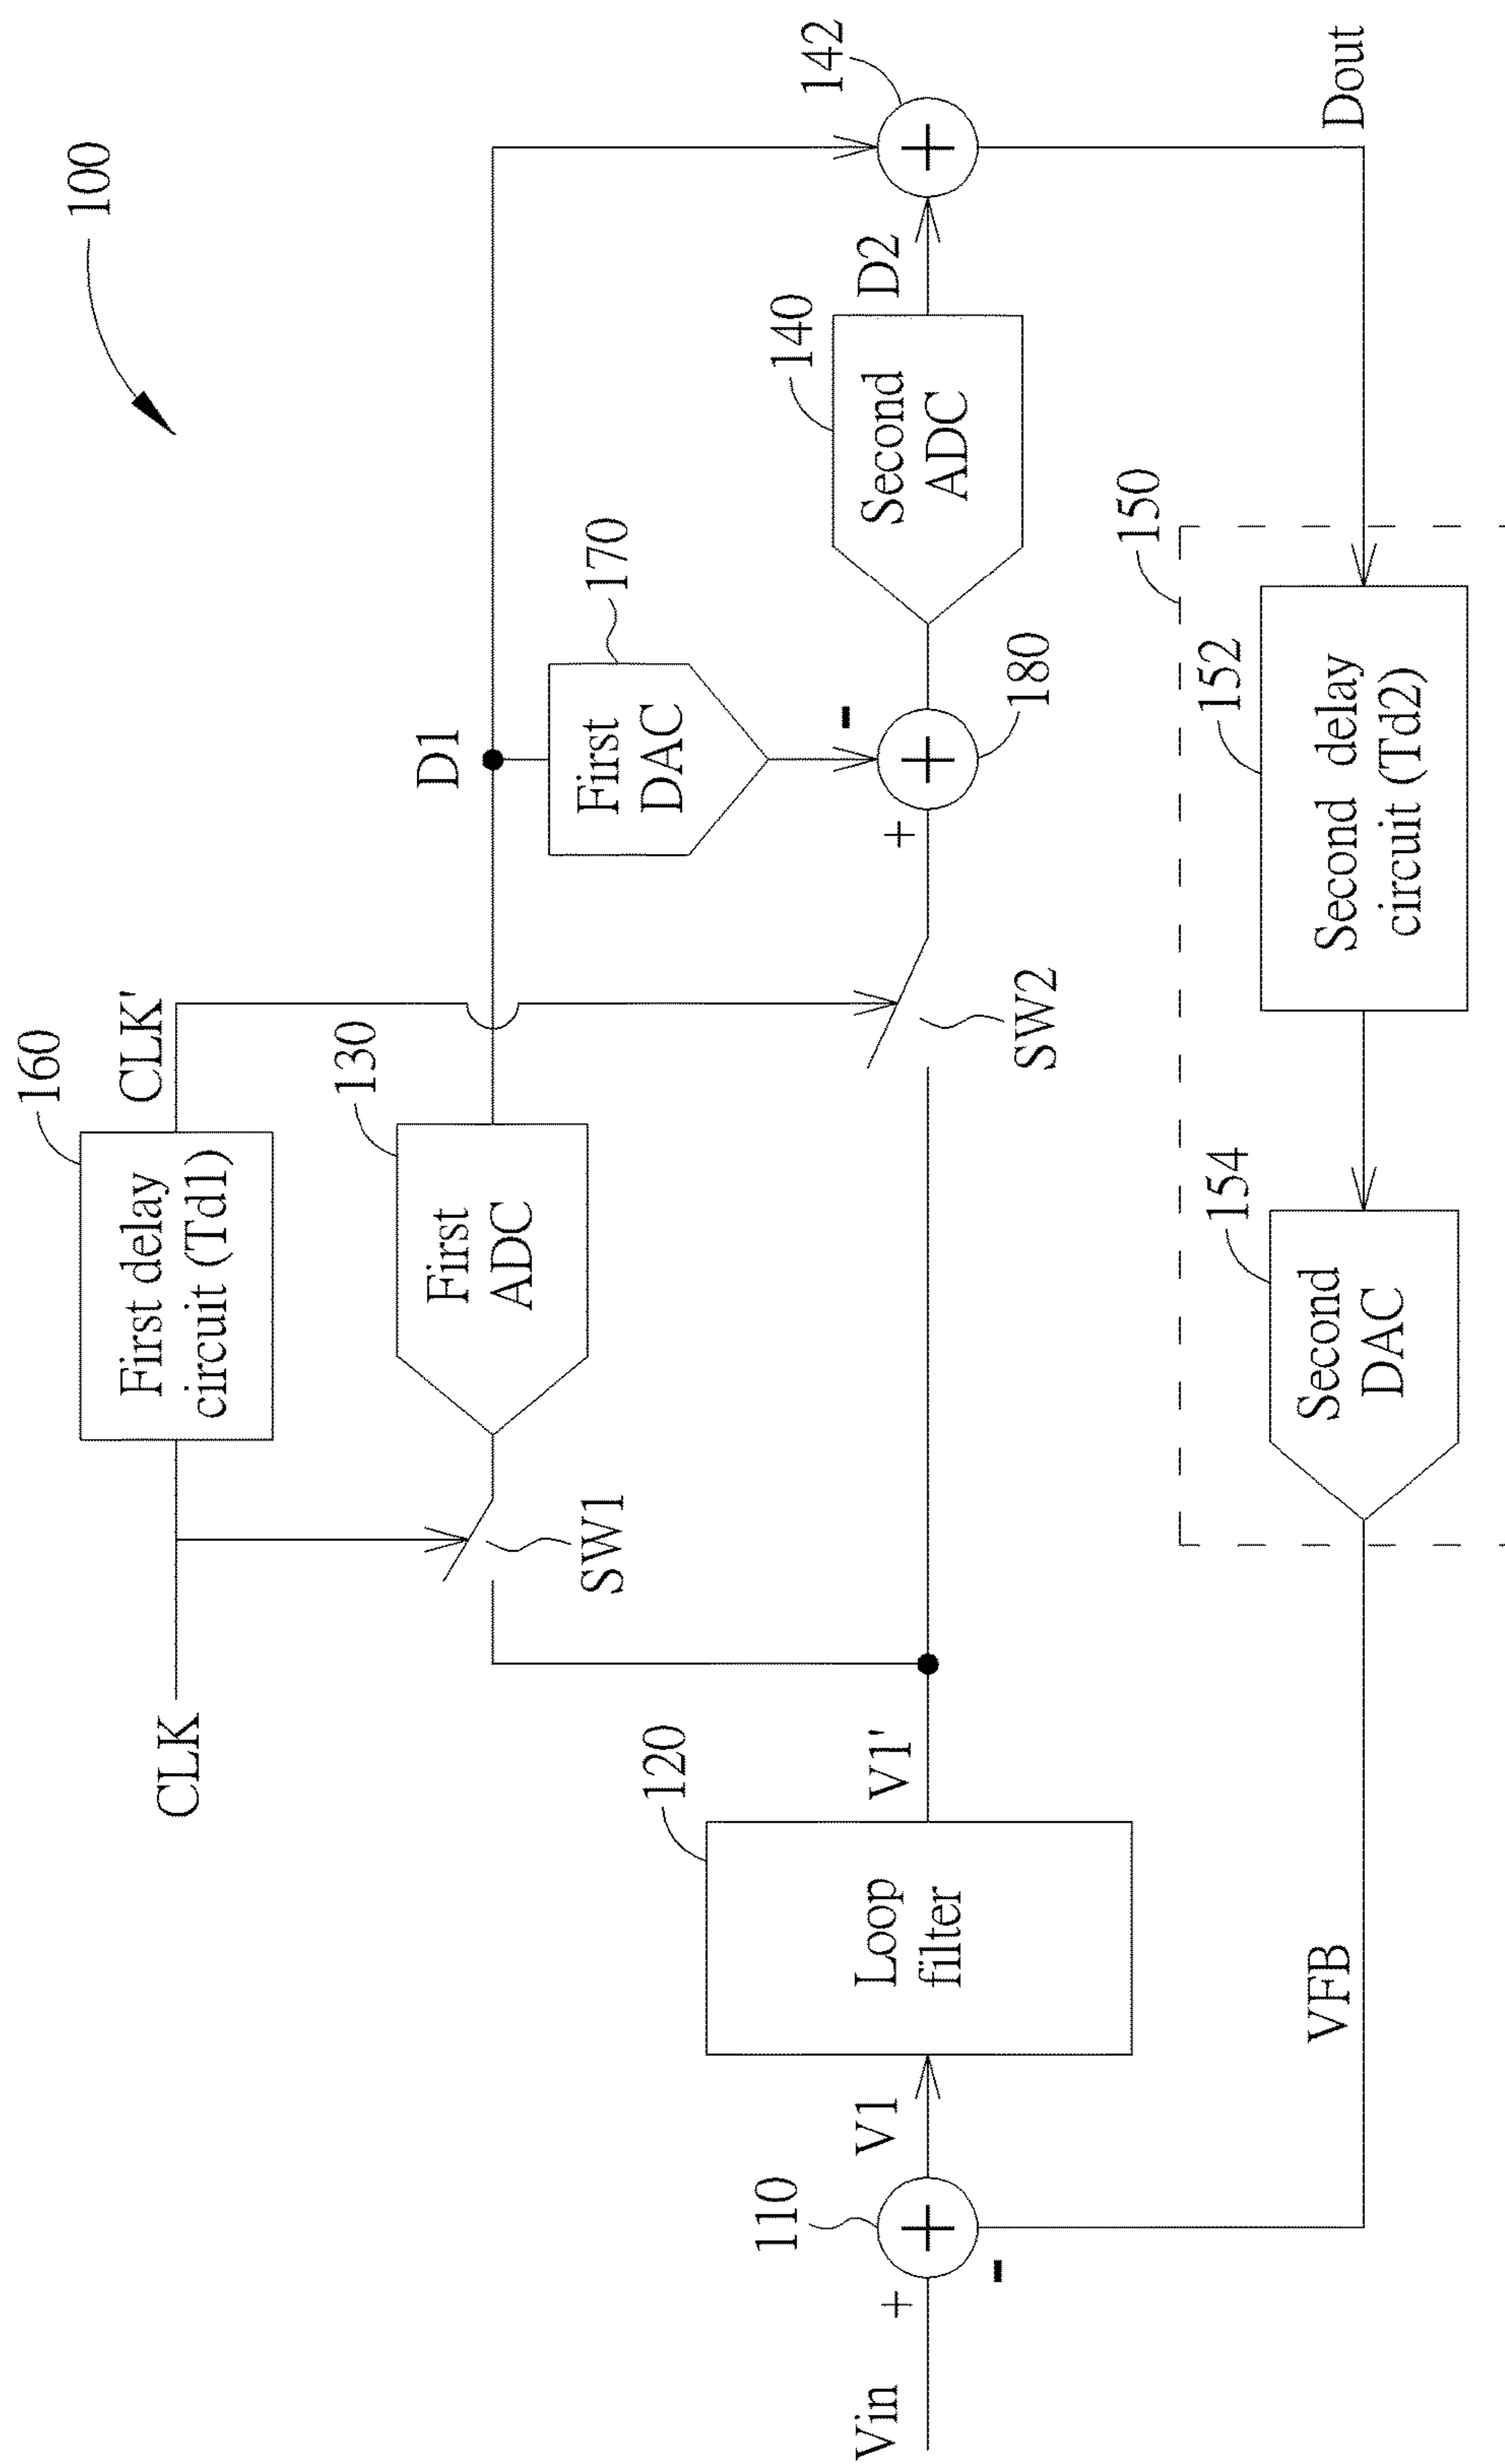 100
160
First delay
circuit (Td1)
CLK
CLK'
130
First
ADC
SW1
D1
170
First
DAC
-
+
180
SW2
140
Second
ADC
D2
142
+
+
Vin
+
-
110
+
V1
120
Loop
filter
V1'
150
152
Second delay
circuit (Td2)
154
Second
DAC
VFB
Dout